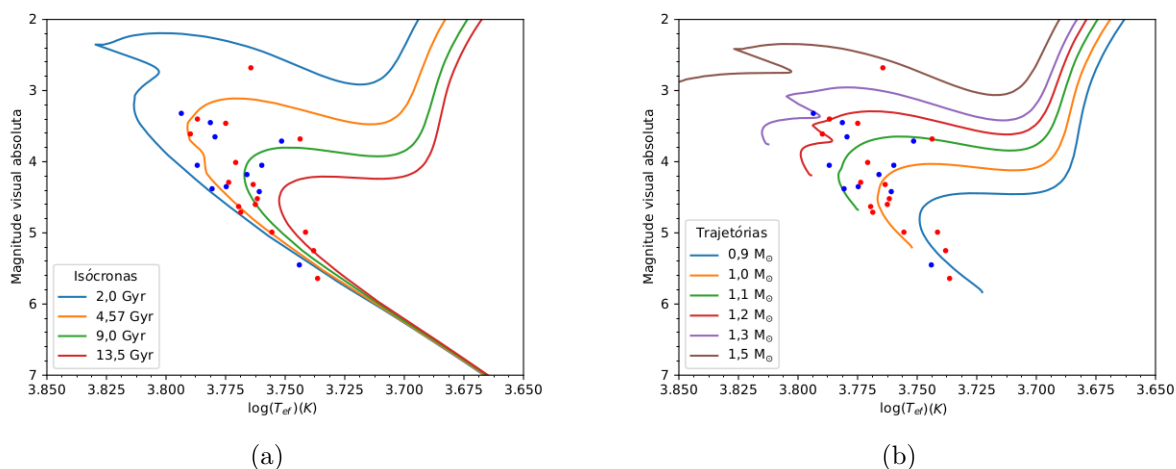 2
3
4
5
6
7
Magnitude visual absoluta
3.850 3.825 3.800 3.775 3.750 3.725 3.700 3.675 3.650
log(T_ef)(K)
Isócronas
2,0 Gyr
4,57 Gyr
9,0 Gyr
13,5 Gyr
(a)
2
3
4
5
6
7
Magnitude visual absoluta
3.850 3.825 3.800 3.775 3.750 3.725 3.700 3.675 3.650
log(T_ef)(K)
Trajetórias
0,9 M☉
1,0 M☉
1,1 M☉
1,2 M☉
1,3 M☉
1,5 M☉
(b)